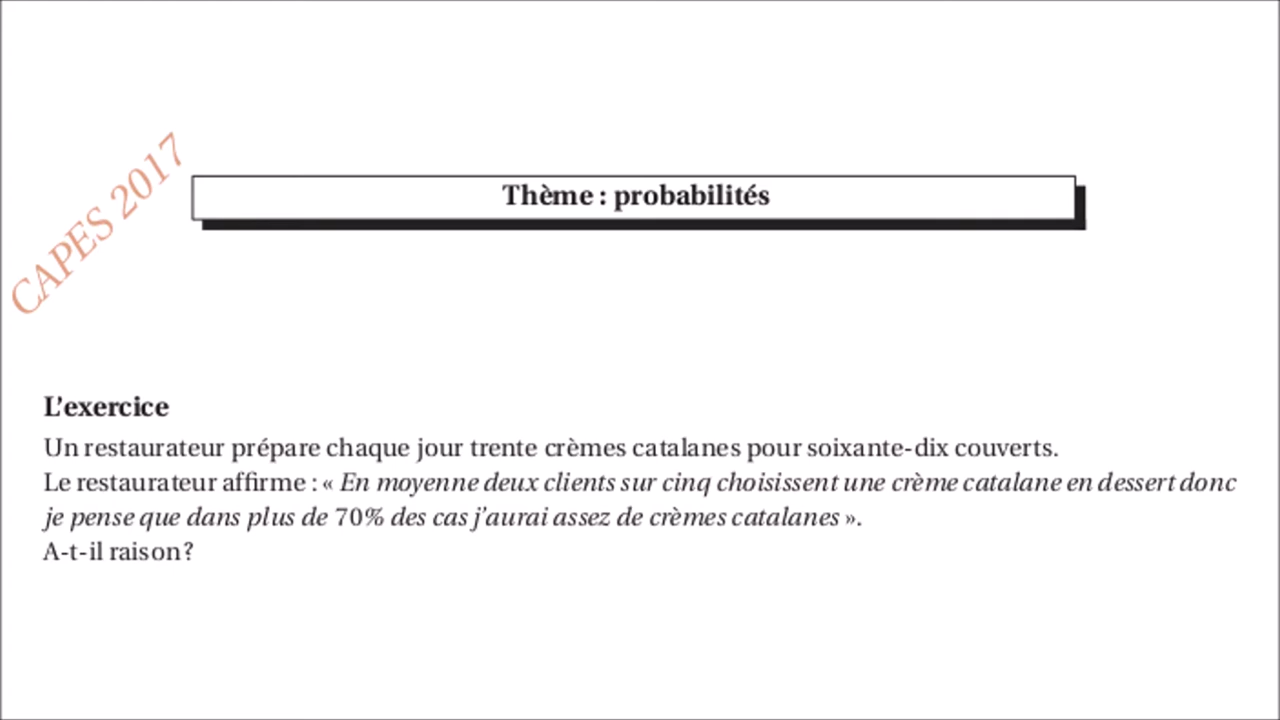 CAPES 2017
Thème : probabilités
L'exercice
Un restaurateur prépare chaque jour trente crèmes catalanes pour soixante-dix couverts.
Le restaurateur affirme : « En moyenne deux clients sur cinq choisissent une crème catalane en dessert donc
je pense que dans plus de 70% des cas j'aurai assez de crèmes catalanes ».
A-t-il raison ?